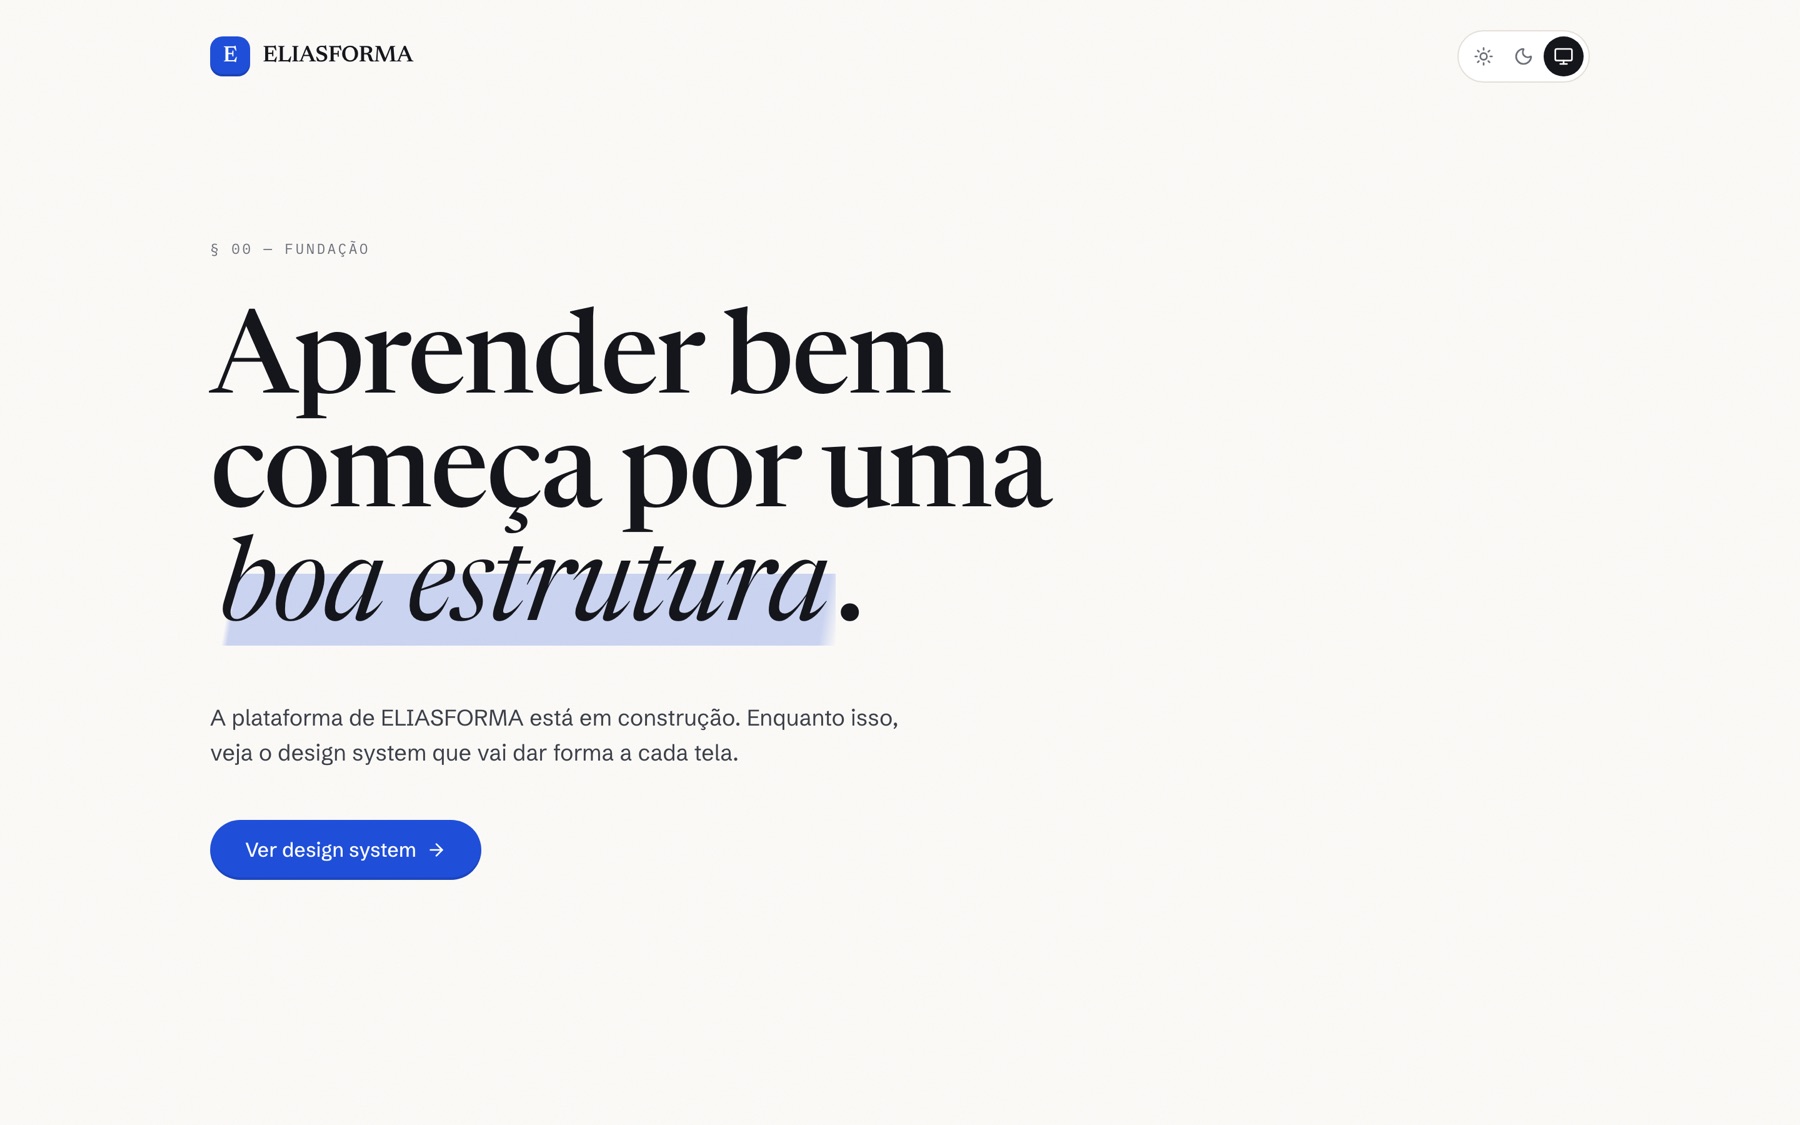 E ELIASFORMA
§ 00 — FUNDAÇÃO
Aprender bem
começa por uma
boa estrutura.
A plataforma de ELIASFORMA está em construção. Enquanto isso,
veja o design system que vai dar forma a cada tela.
Ver design system →